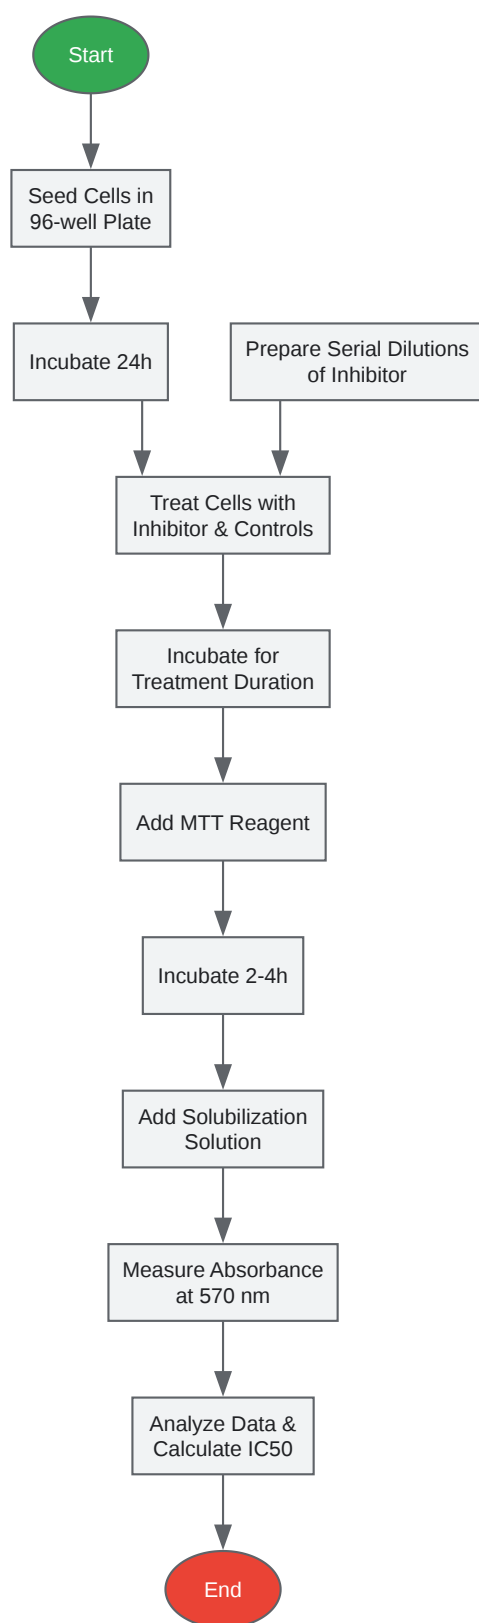 Start
Seed Cells in
96-well Plate
Incubate 24h
Prepare Serial Dilutions
of Inhibitor
Treat Cells with
Inhibitor & Controls
Incubate for
Treatment Duration
Add MTT Reagent
Incubate 2-4h
Add Solubilization
Solution
Measure Absorbance
at 570 nm
Analyze Data &
Calculate IC50
End